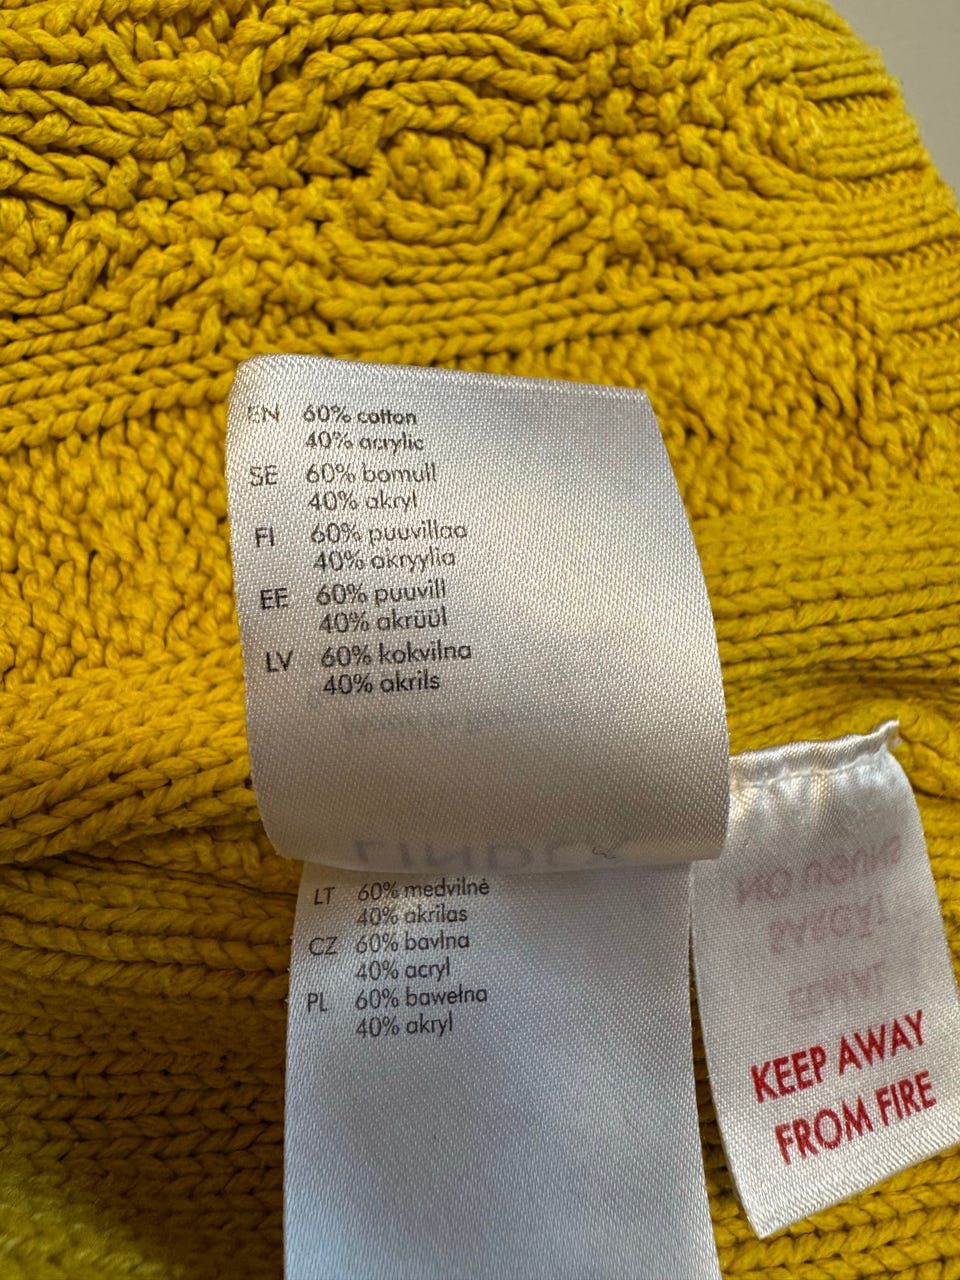 EN 60% cotton
40% acrylic
SE 60% bomull
40% akryl
FI 60% puuvillaa
40% akryylia
EE 60% puuvill
40% akrüül
LV 60% kokvilna
40% akrils
LINDEX
LT 60% medvilnė
40% akrilas
CZ 60% bavlna
40% acryl
PL 60% bawełna
40% akryl
KEEP AWAY
FROM FIRE